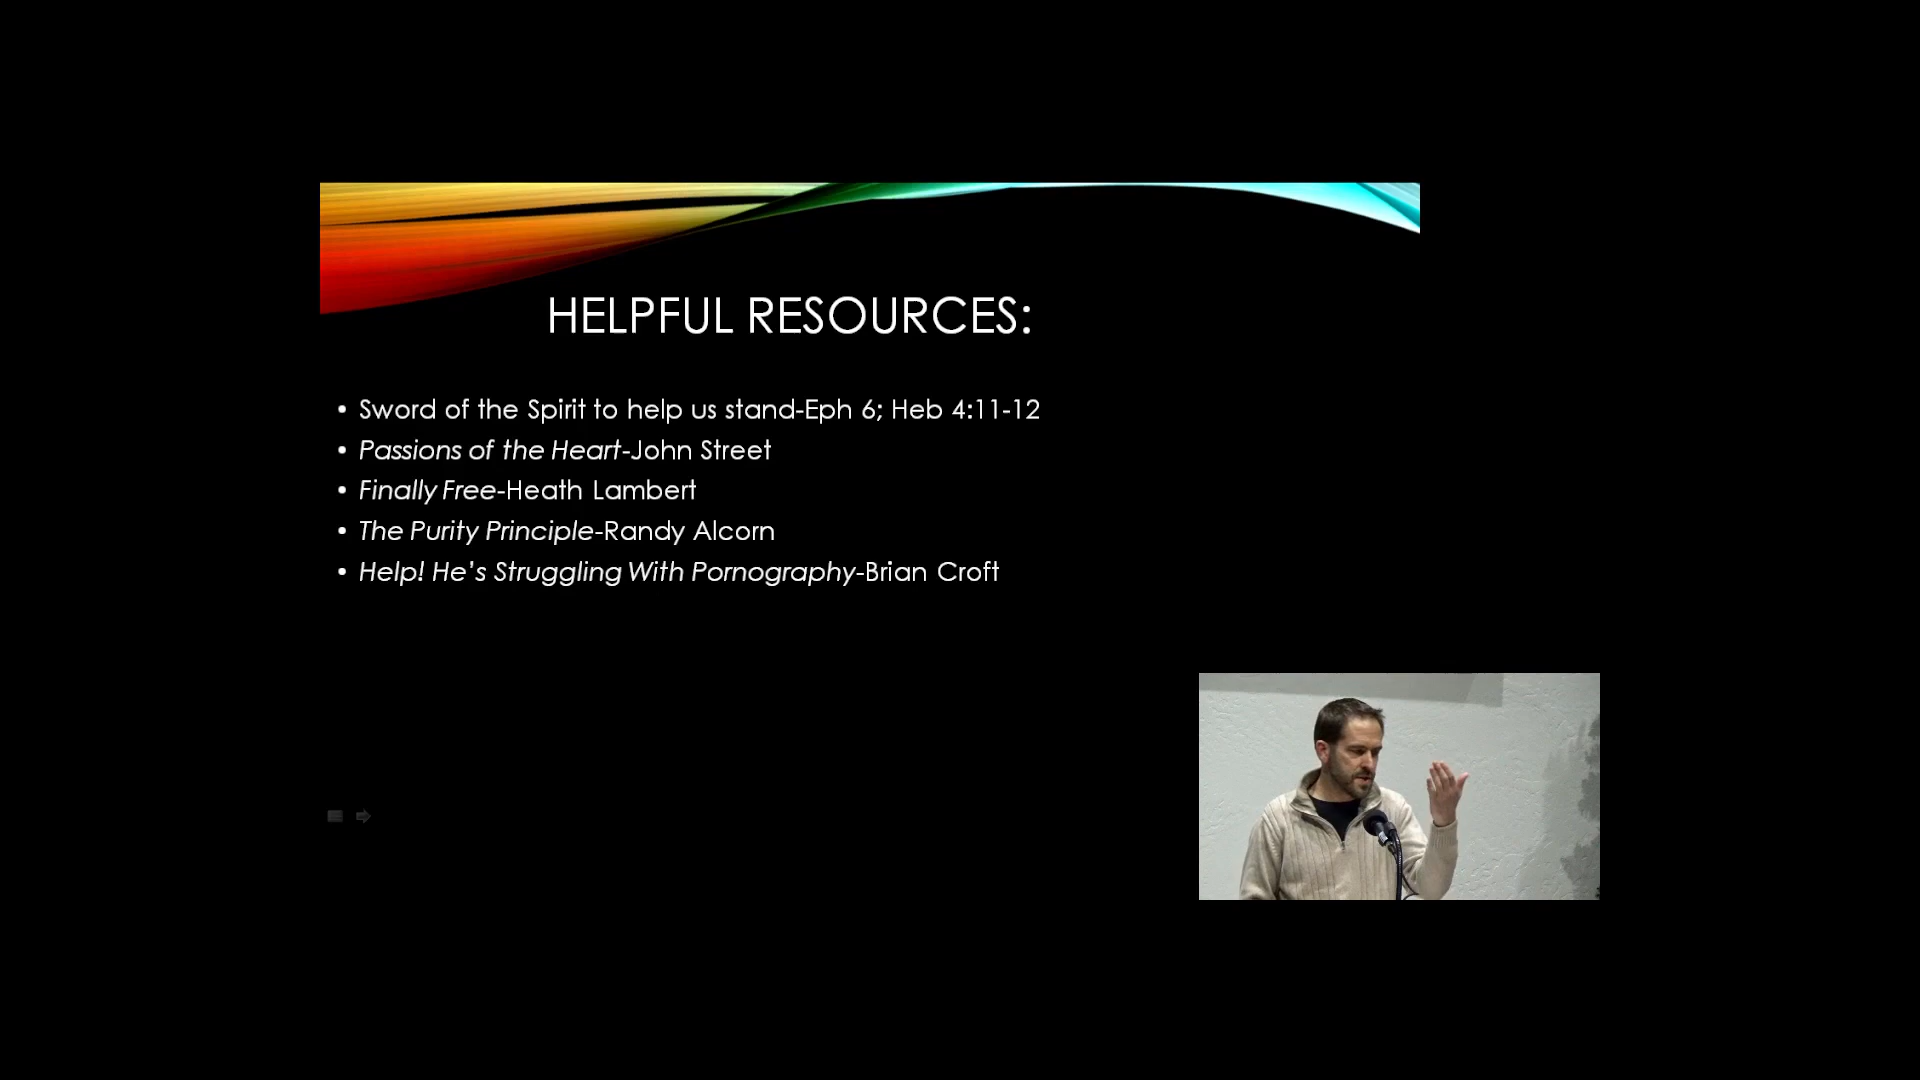 HELPFUL RESOURCES:
• Sword of the Spirit to help us stand-Eph 6; Heb 4:11-12
• Passions of the Heart-John Street
• Finally Free-Heath Lambert
• The Purity Principle-Randy Alcorn
• Help! He's Struggling With Pornography-Brian Croft